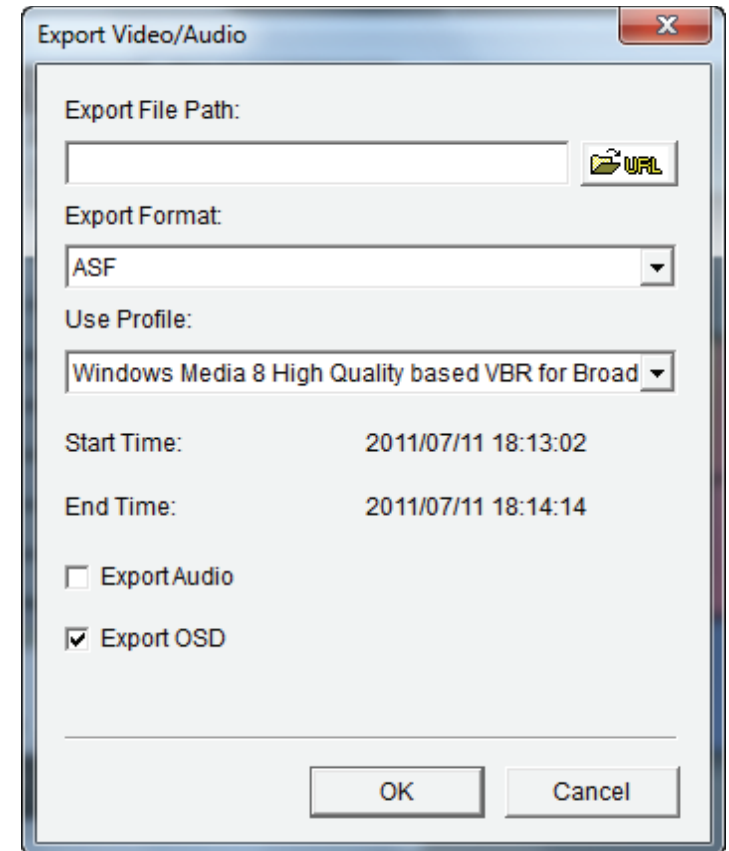 Export Video/Audio
Export File Path:
URL
Export Format:
ASF
Use Profile:
Windows Media 8 High Quality based VBR for Broad
Start Time: 2011/07/11 18:13:02
End Time: 2011/07/11 18:14:14
Export Audio
Export OSD
OK Cancel